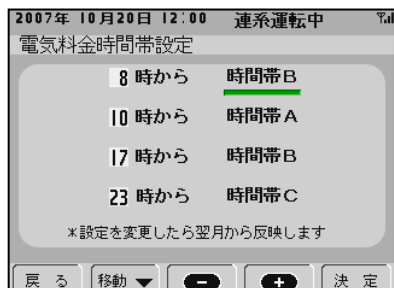 2007年 10月20日 12:00 連系運転中
電気料金時間帯設定
8 時から 時間帯B
10 時から 時間帯A
17 時から 時間帯B
23 時から 時間帯C
*設定を変更したら翌月から反映します
戻る 移動▼ − + 決定